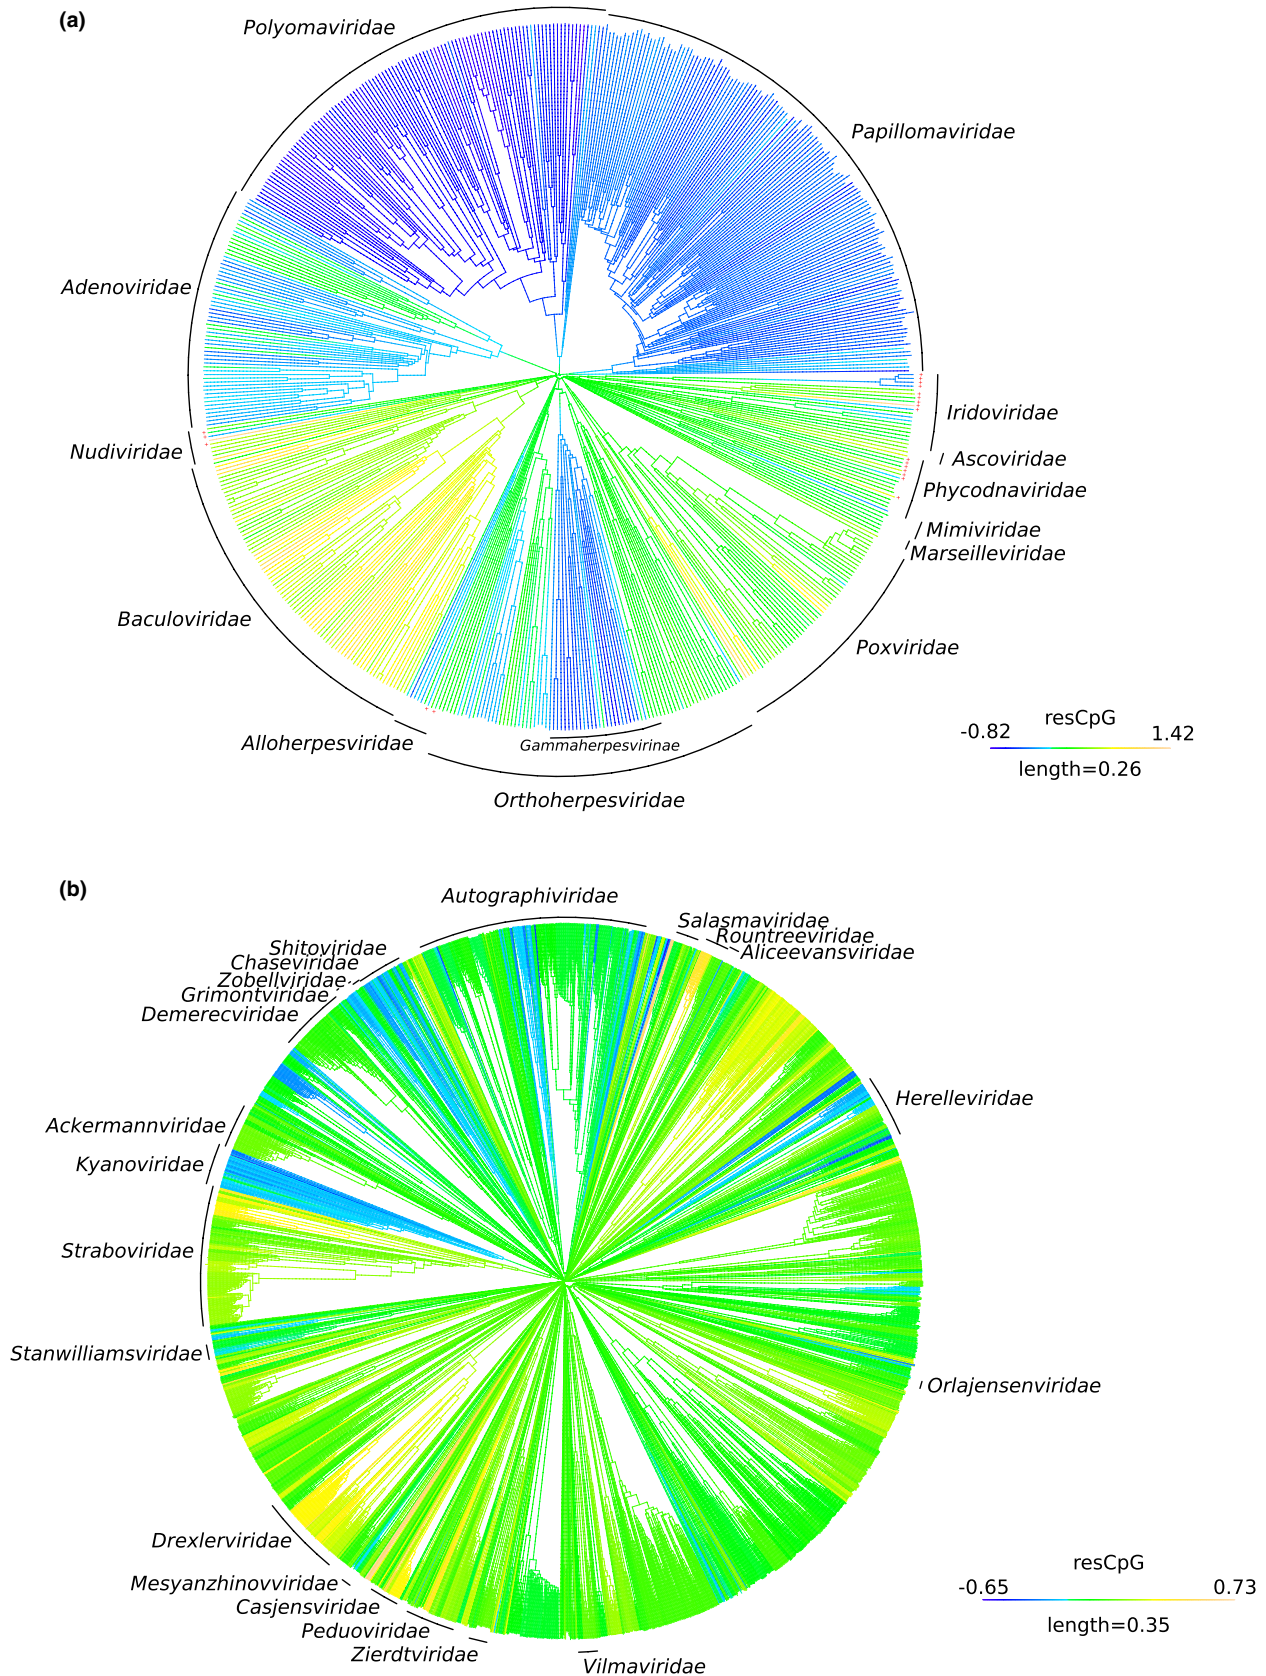 (a)
Polyomaviridae
Papillomaviridae
Adenoviridae
Iridoviridae
Nudiviridae
Ascoviridae
Phycodnaviridae
Mimiviridae
Marseilleviridae
Baculoviridae
Poxviridae
resCpG
-0.82 1.42
length=0.26
Alloherpesviridae
Gammaherpesvirinae
Orthoherpesviridae
(b)
Autographiviridae
Salasmaviridae
Rountreeviridae
Aliceevansviridae
Shitoviridae
Chaseviridae
Zobellviridae
Grimontviridae
Demerecviridae
Herelleviridae
Ackermannviridae
Kyanoviridae
Straboviridae
Stanwilliamsviridae
Orlajensenviridae
Drexlerviridae
Mesyanzhinovviridae
Casjensviridae
Peduoviridae
Zierdtviridae
Vilmaviridae
resCpG
-0.65 0.73
length=0.35